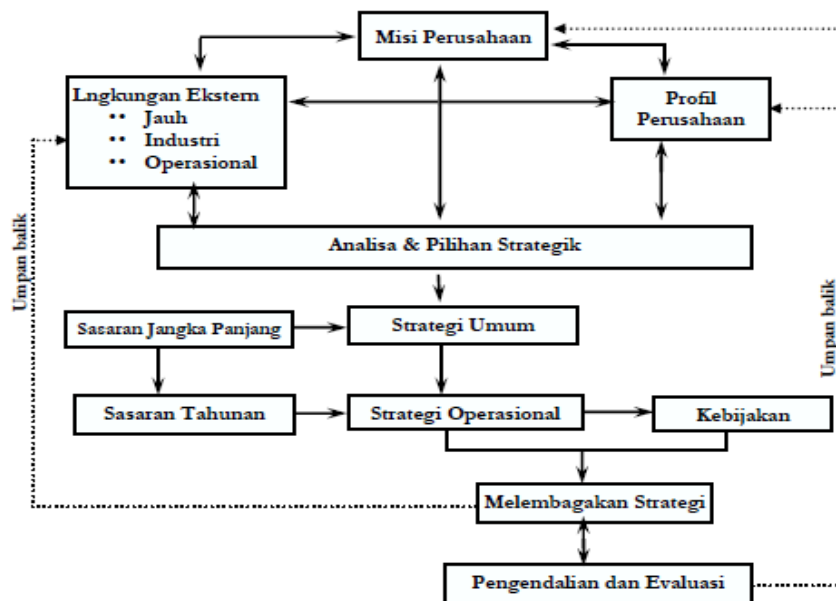 Misi Perusahaan
Lngkungan Ekstern
•• Jauh
•• Industri
•• Operasional
Profil
Perusahaan
Analisa & Pilihan Strategik
Umpan balik
Sasaran Jangka Panjang
Strategi Umum
Umpan balik
Sasaran Tahunan
Strategi Operasional
Kebijakan
Melembagakan Strategi
Pengendalian dan Evaluasi